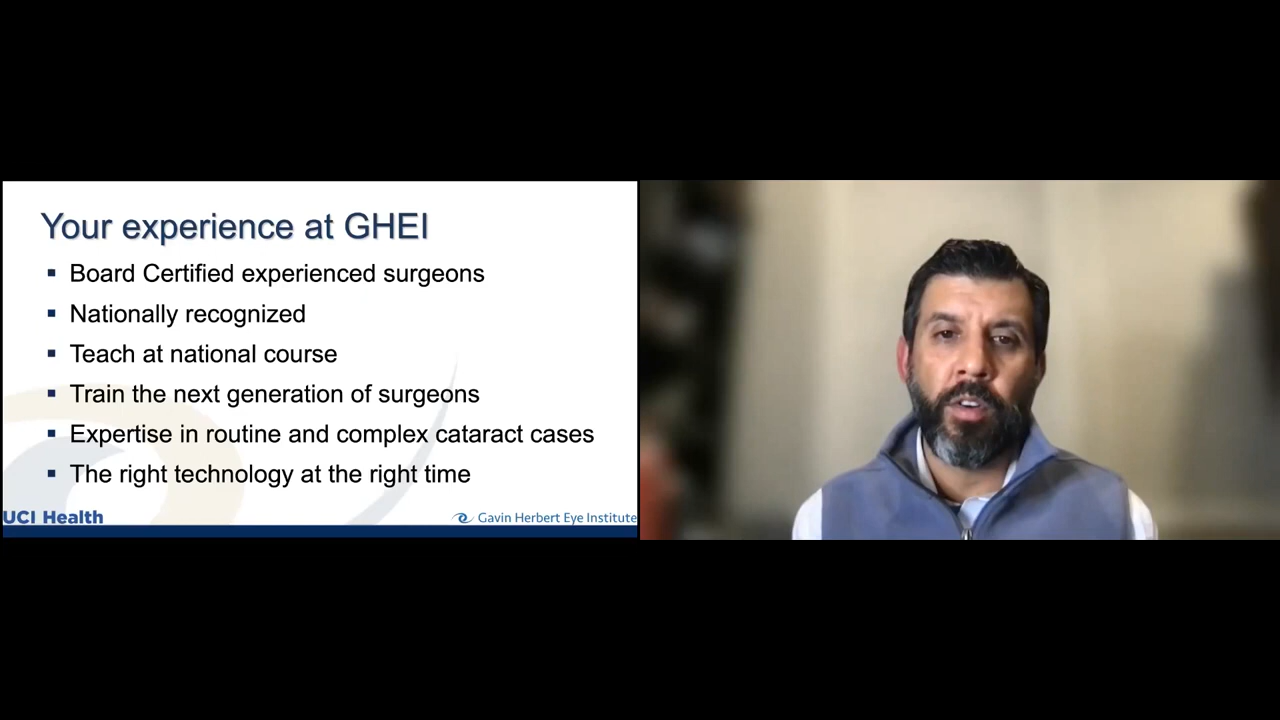 Your experience at GHEI
Board Certified experienced surgeons
Nationally recognized
Teach at national course
Train the next generation of surgeons
Expertise in routine and complex cataract cases
The right technology at the right time
UCI Health
Gavin Herbert Eye Institute